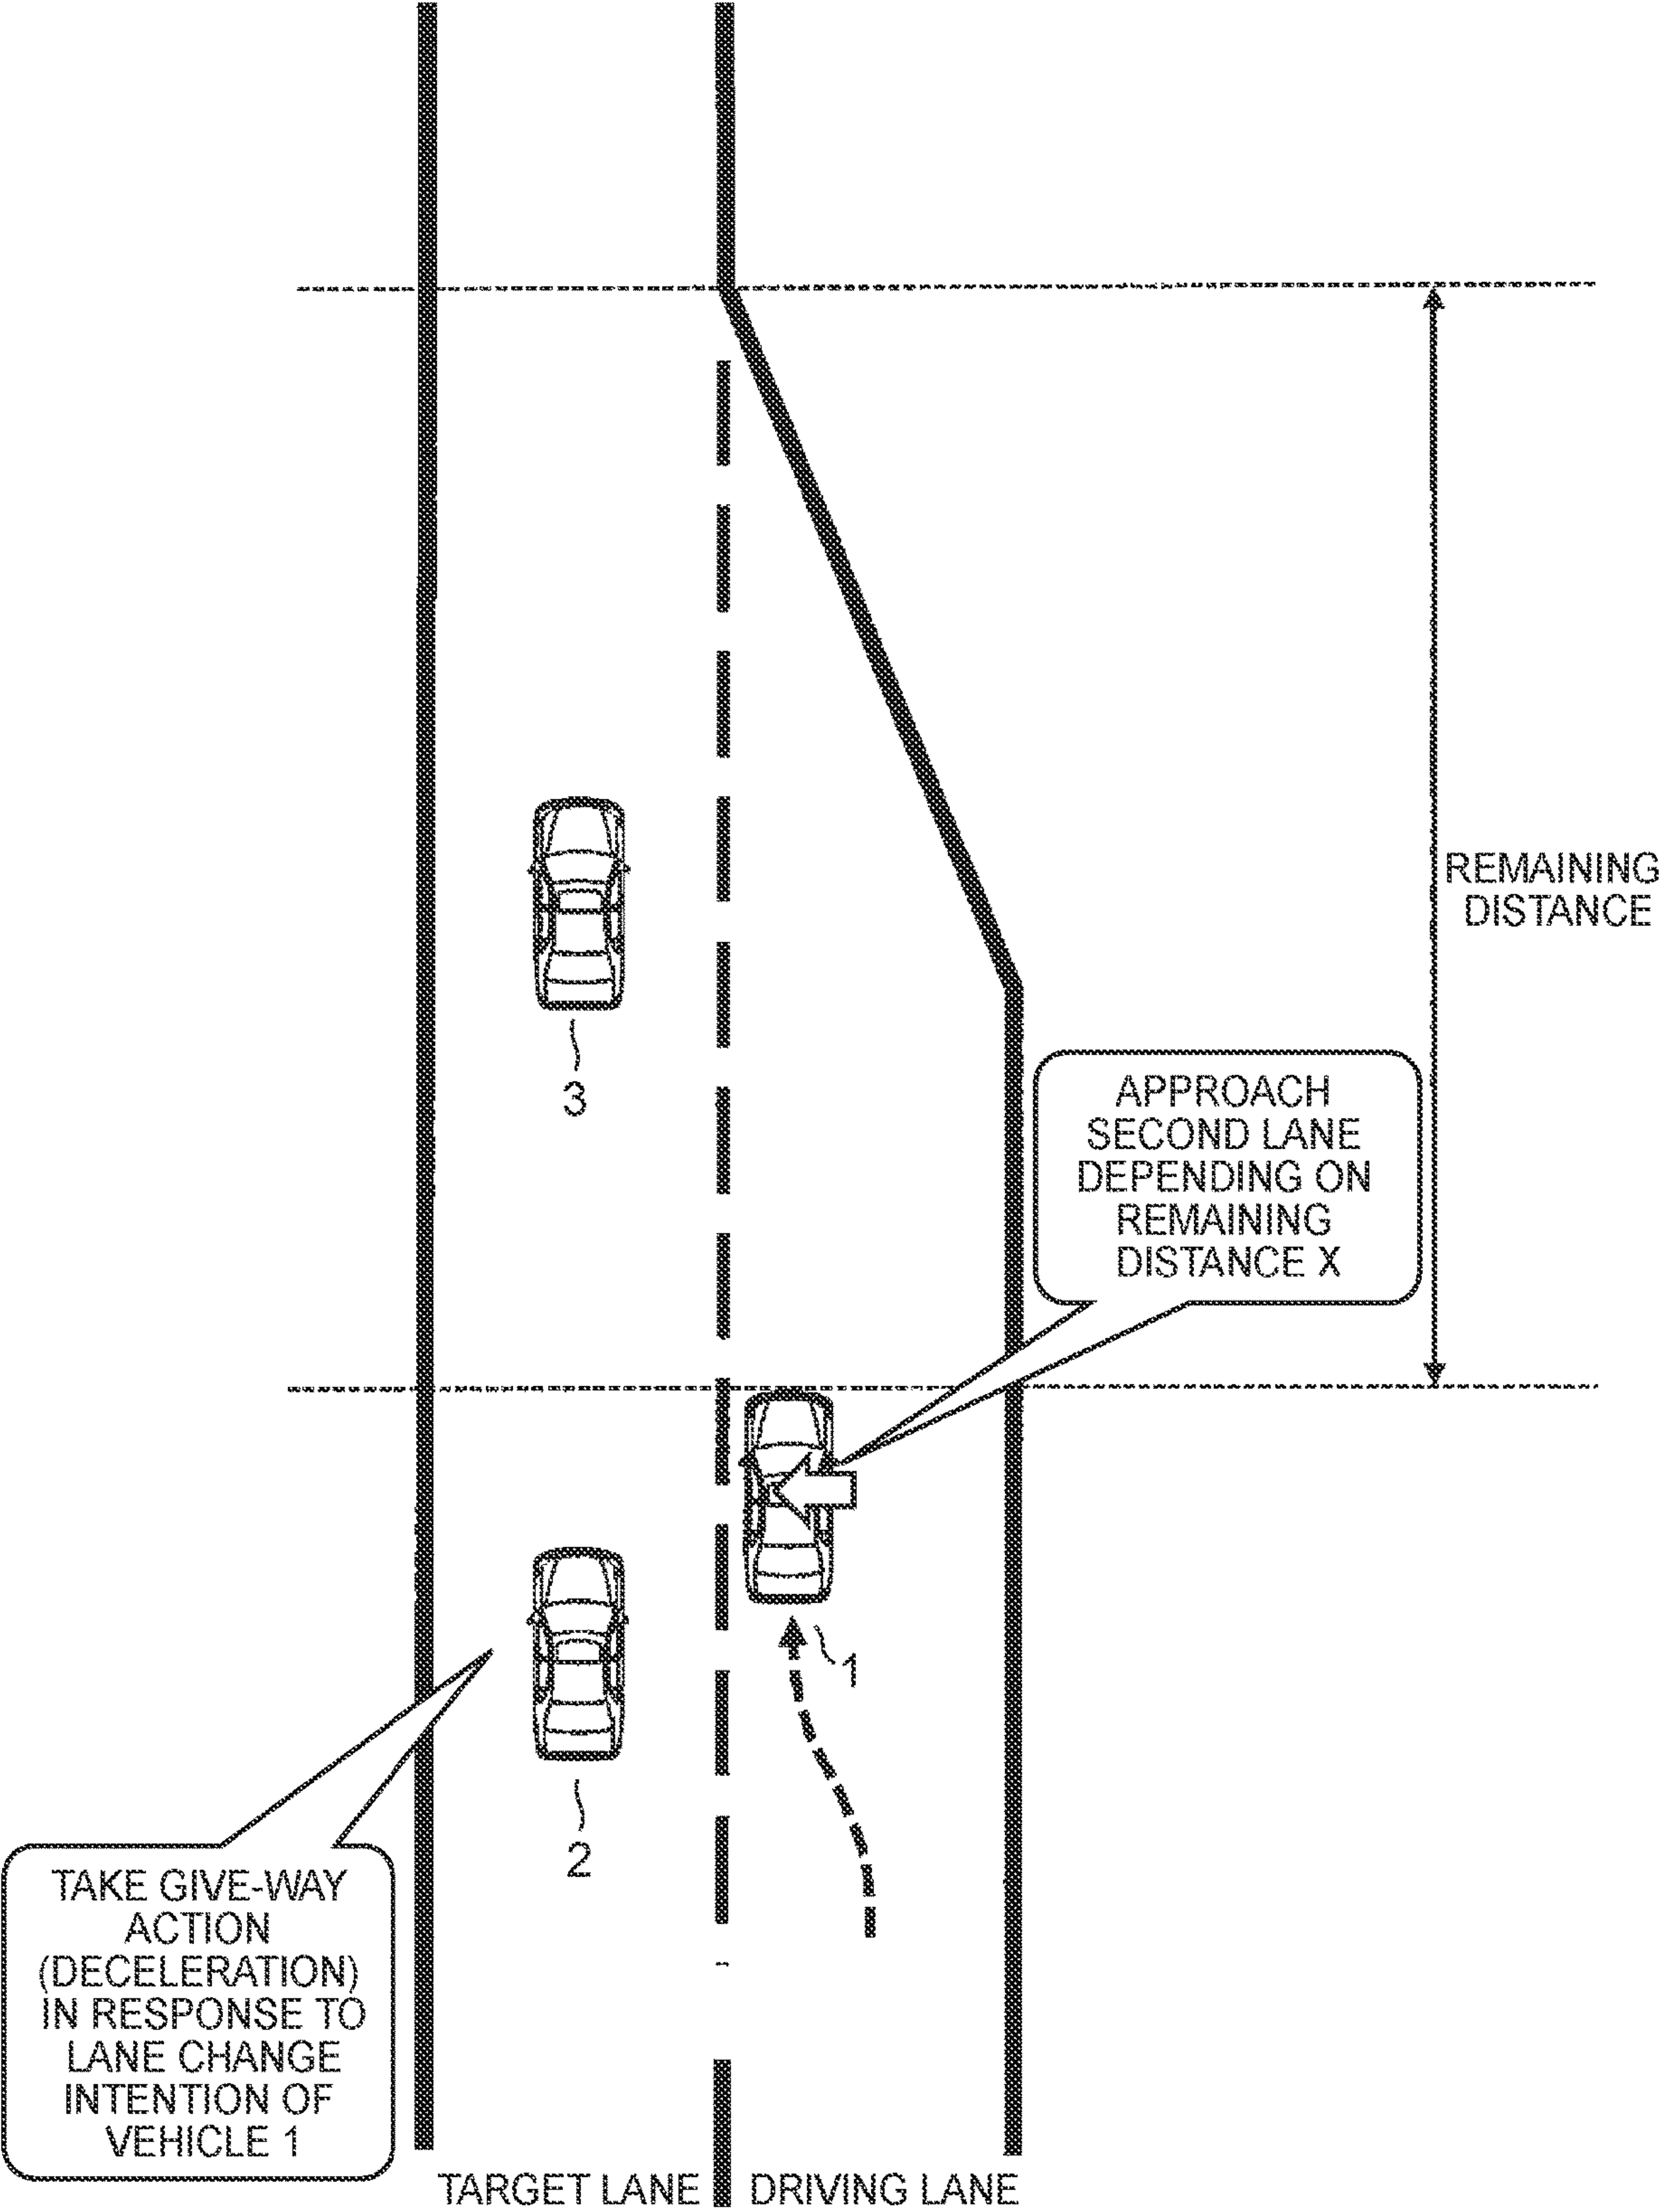 REMAINING
DISTANCE
3
APPROACH
SECOND LANE
DEPENDING ON
REMAINING
DISTANCE X
1
2
TAKE GIVE-WAY
ACTION
(DECELERATION)
IN RESPONSE TO
LANE CHANGE
INTENTION OF
VEHICLE 1
TARGET LANE
DRIVING LANE